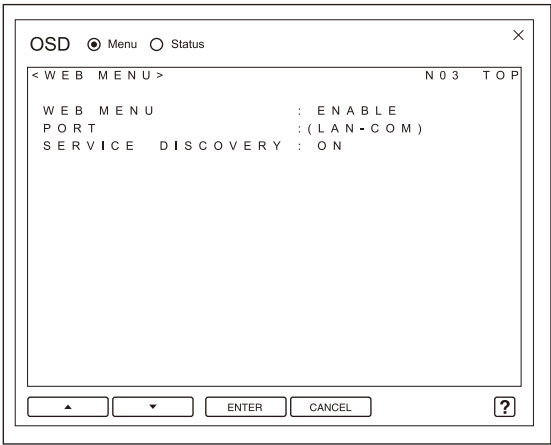 OSD Menu Status ×
<WEB MENU> N03 TOP
WEB MENU : ENABLE
PORT :(LAN-COM)
SERVICE DISCOVERY : ON
ENTER CANCEL ?